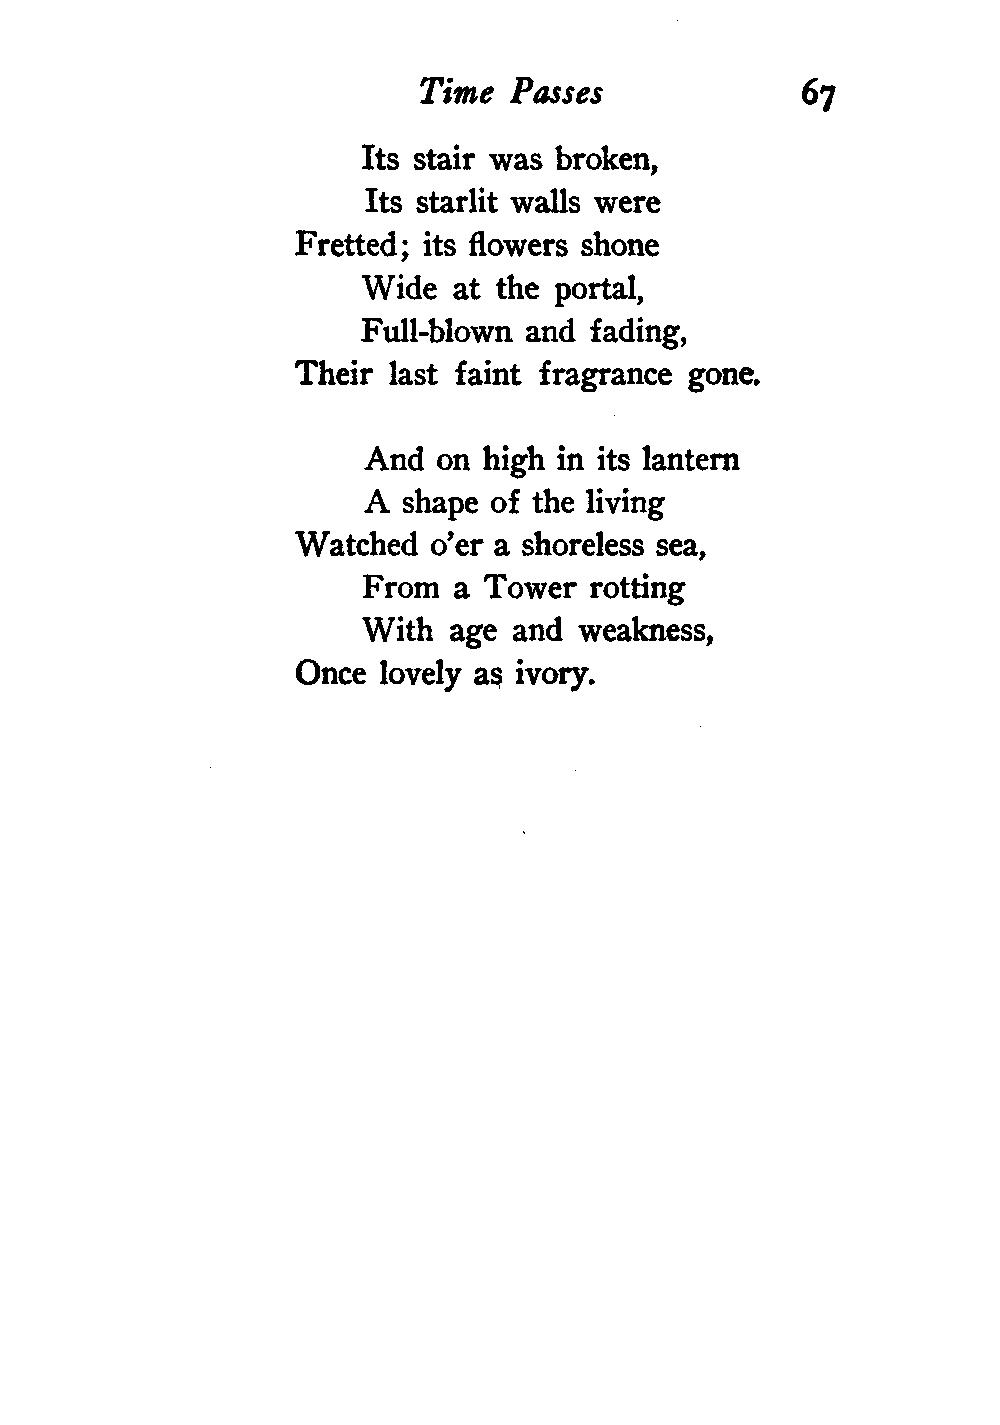 Time Passes 67
Its stair was broken,
Its starlit walls were
Fretted; its flowers shone
Wide at the portal,
Full-blown and fading,
Their last faint fragrance gone.
And on high in its lantern
A shape of the living
Watched o'er a shoreless sea,
From a Tower rotting
With age and weakness,
Once lovely as ivory.